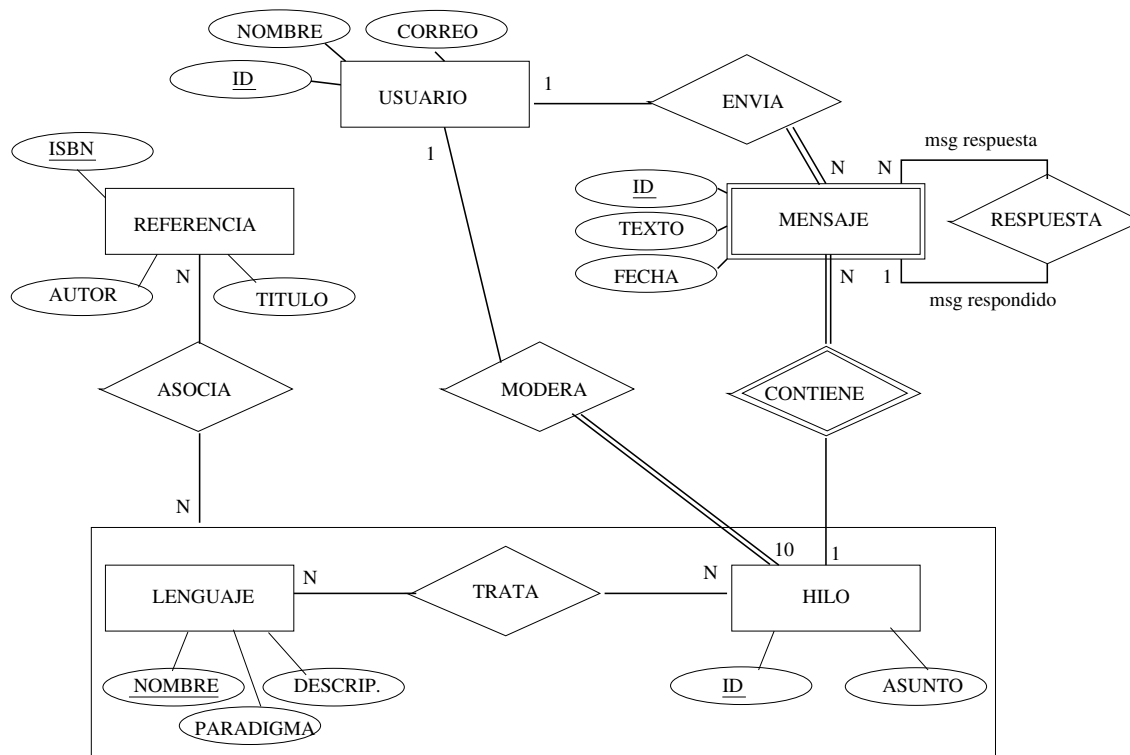 NOMBRE
CORREO
ID
USUARIO
1
ENVIA
1
ISBN
msg respuesta
N
N
ID
REFERENCIA
MENSAJE
RESPUESTA
TEXTO
FECHA
AUTOR
N
TITULO
N
1
msg respondido
ASOCIA
MODERA
CONTIENE
N
10
1
N
TRATA
N
LENGUAJE
HILO
NOMBRE
DESCRIP.
ID
ASUNTO
PARADIGMA